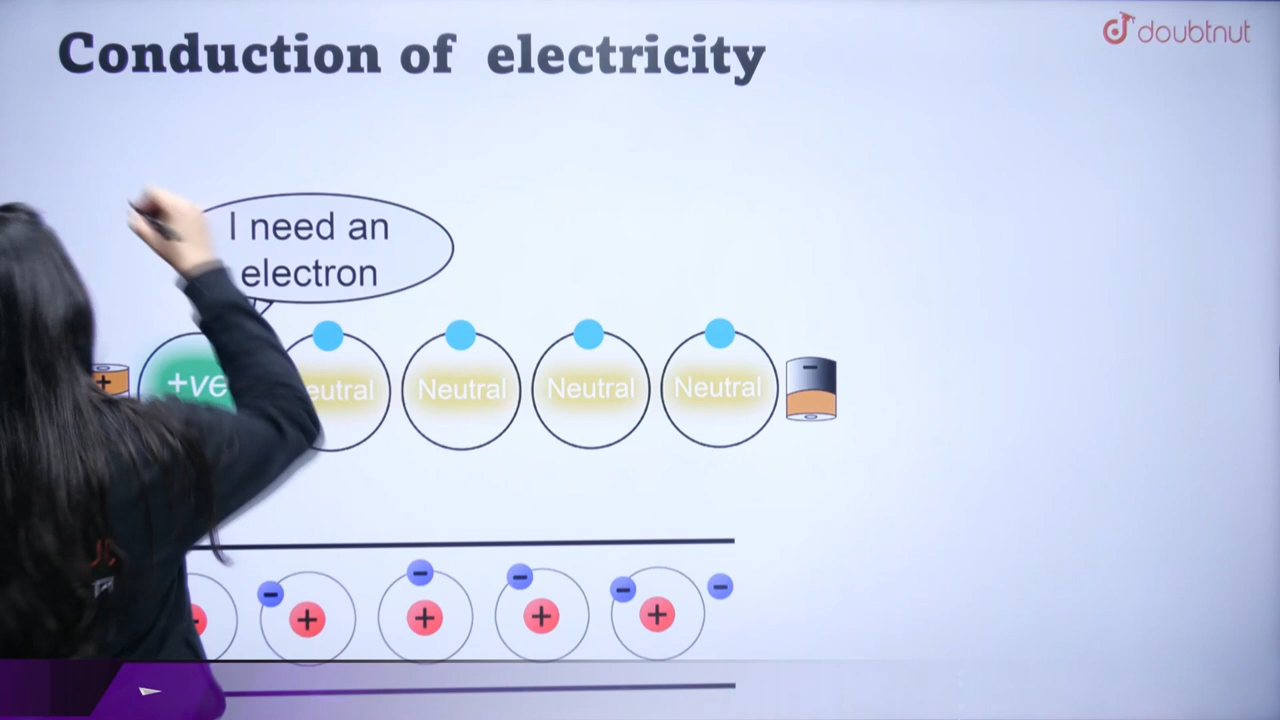 Conduction of electricity
doubtnut
I need an
electron
+ve
eutral
Neutral
Neutral
Neutral
+
−
−
−
−
−
−
+
+
+
+